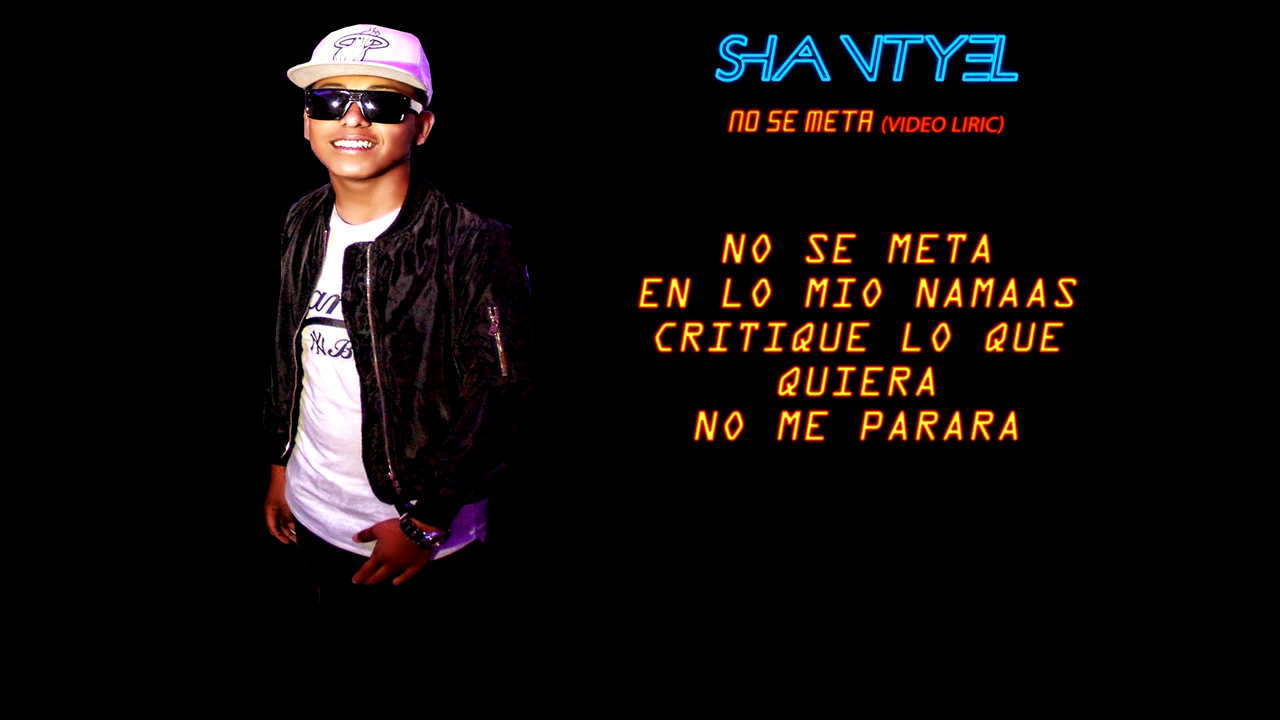 SHANTYEL
NO SE META (VIDEO LIRIC)
NO SE META
EN LO MIO NAMAAS
CRITIQUE LO QUE
QUIERA
NO ME PARARA